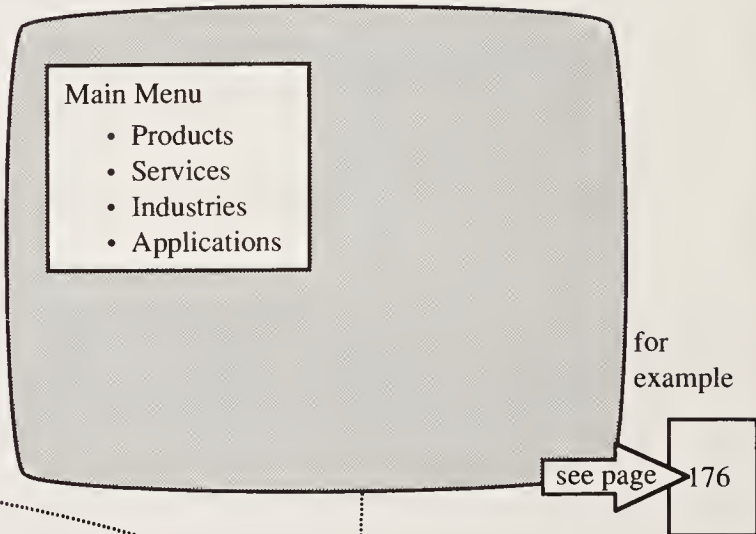 Main Menu
• Products
• Services
• Industries
• Applications
for
example
see page 176